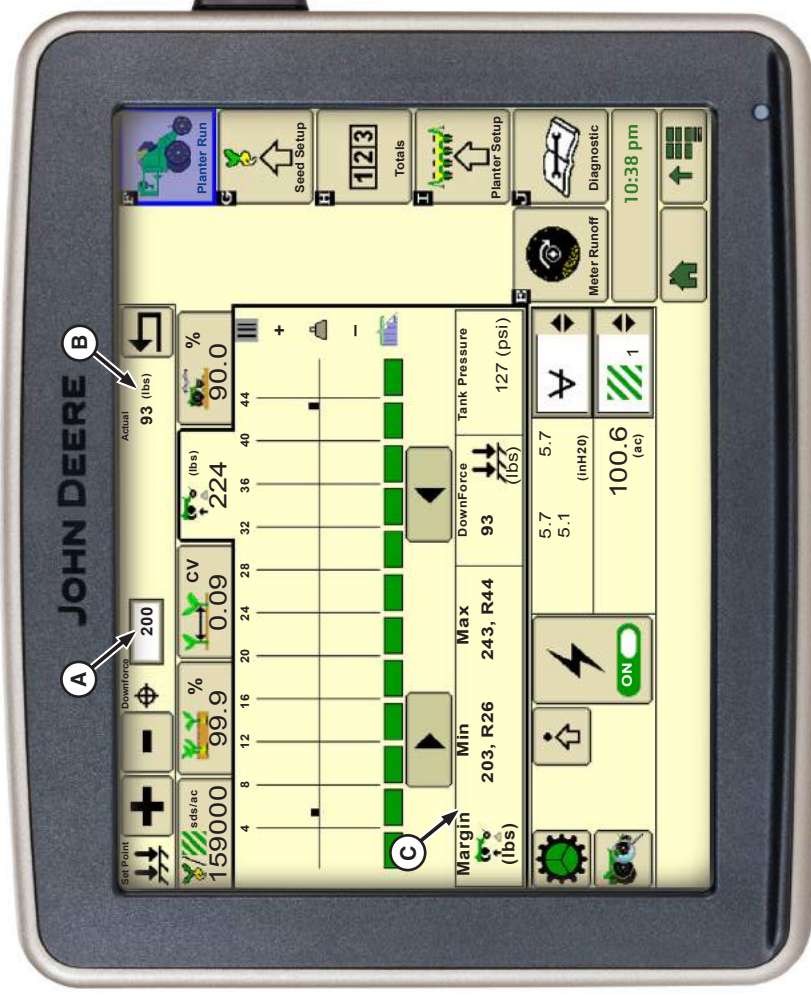 JOHN DEERE
A
B
Set Point
+
-
Downforce
200
Actual
93 (lbs)
sds/ac
159000
%
99.9
CV
0.09
(lbs)
224
%
90.0
4 8 12 16 20 24 28 32 36 40 44
+
-
C
Margin
(lbs)
Min
203, R26
Max
243, R44
DownForce
93
(lbs)
Tank Pressure
127 (psi)
ON
5.7 5.7
5.1 (inH20)
A
100.6
(ac)
1
F
Planter Run
G
Seed Setup
H
123
Totals
I
Planter Setup
E
Meter Runoff
J
Diagnostic
10:38 pm